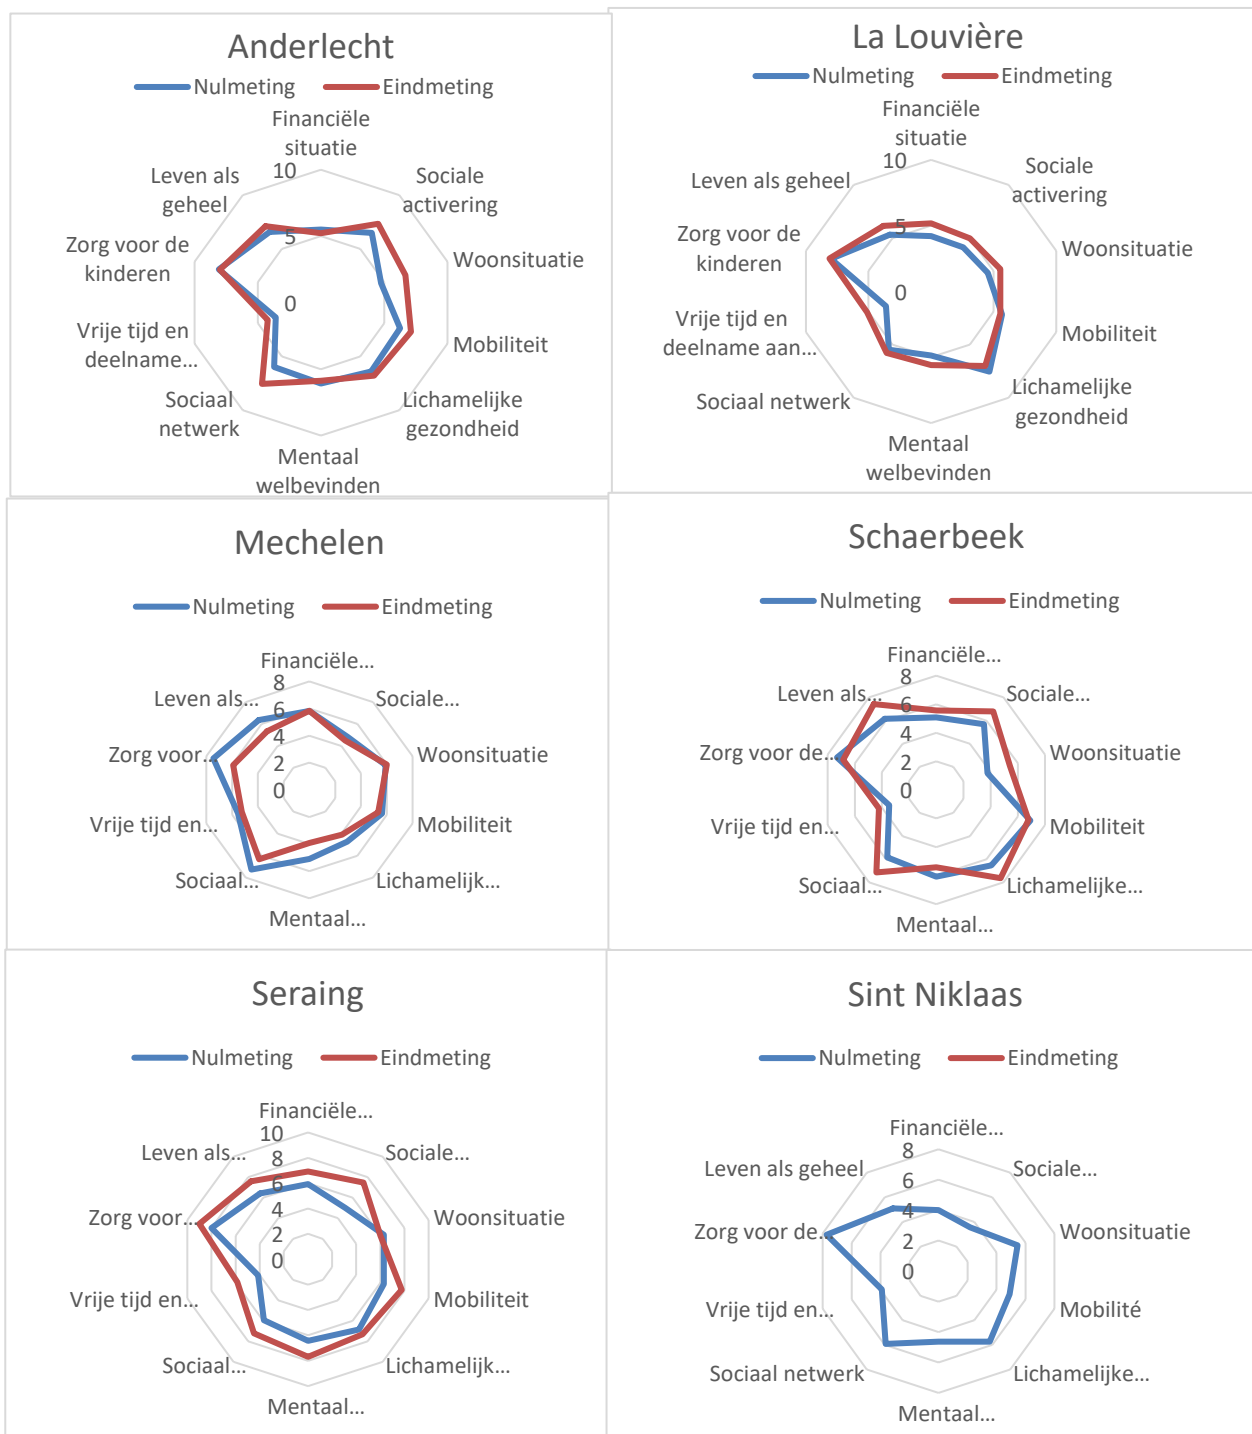 Anderlecht
Nulmeting
Eindmeting
Financiële
situatie
Sociale
activering
Woonsituatie
Mobiliteit
Lichamelijke
gezondheid
Mentaal
welbevinden
Sociaal
netwerk
Vrije tijd en
deelname...
Zorg voor de
kinderen
Leven als
geheel
10
5
0
La Louvière
Nulmeting
Eindmeting
Financiële
situatie
Sociale
activering
Woonsituatie
Mobiliteit
Lichamelijke
gezondheid
Mentaal
welbevinden
Sociaal netwerk
Vrije tijd en
deelname aan...
Zorg voor de
kinderen
Leven als geheel
10
5
0
Mechelen
Nulmeting
Eindmeting
Financiële...
Sociale...
Woonsituatie
Mobiliteit
Lichamelijk...
Mentaal...
Sociaal...
Vrije tijd en...
Zorg voor...
Leven als...
8
6
4
2
0
Schaerbeek
Nulmeting
Eindmeting
Financiële...
Sociale...
Woonsituatie
Mobiliteit
Lichamelijke...
Mentaal...
Sociaal...
Vrije tijd en...
Zorg voor de...
Leven als...
8
6
4
2
0
Seraing
Nulmeting
Eindmeting
Financiële...
Sociale...
Woonsituatie
Mobiliteit
Lichamelijk...
Mentaal...
Sociaal...
Vrije tijd en...
Zorg voor...
Leven als...
10
8
6
4
2
0
Sint Niklaas
Nulmeting
Eindmeting
Financiële...
Sociale...
Woonsituatie
Mobilité
Lichamelijke...
Mentaal...
Sociaal netwerk
Vrije tijd en...
Zorg voor de...
Leven als geheel
8
6
4
2
0